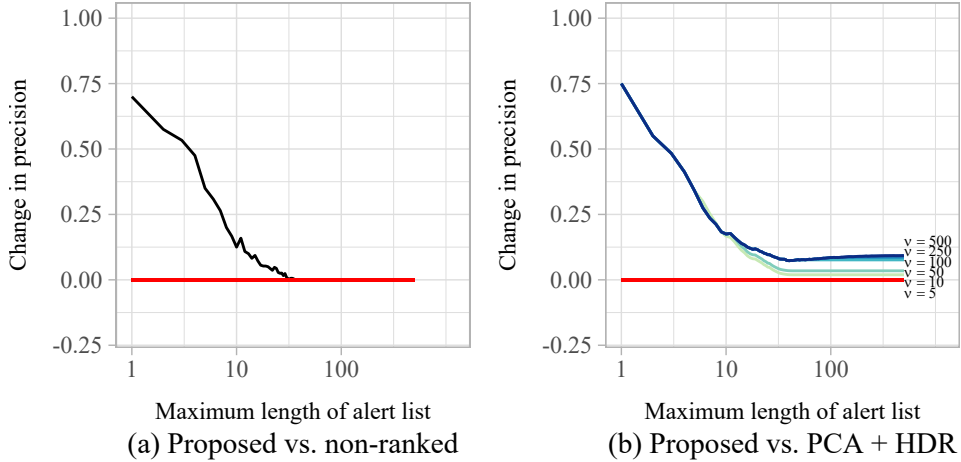 1.00
0.75
0.50
0.25
0.00
-0.25
Change in precision
1
10
100
Maximum length of alert list
(a) Proposed vs. non-ranked
1.00
0.75
0.50
0.25
0.00
-0.25
Change in precision
ν = 500
ν = 250
ν = 100
ν = 50
ν = 10
ν = 5
1
10
100
Maximum length of alert list
(b) Proposed vs. PCA + HDR